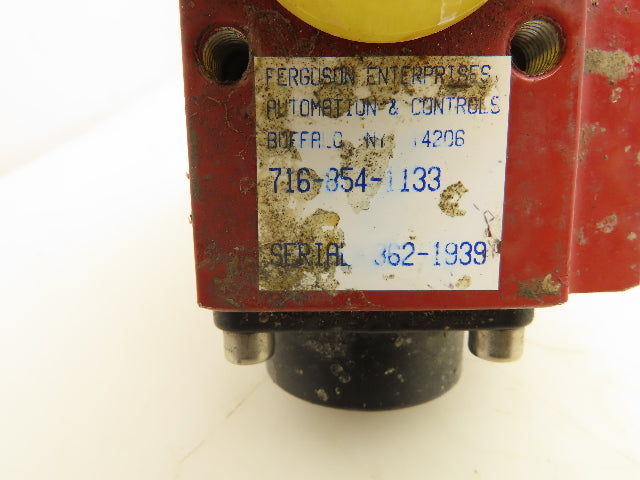 FERGUSON ENTERPRISES
AUTOMATION & CONTROLS
BUFFALO NY 14206
716-854-1133
SERIAL 362-1939